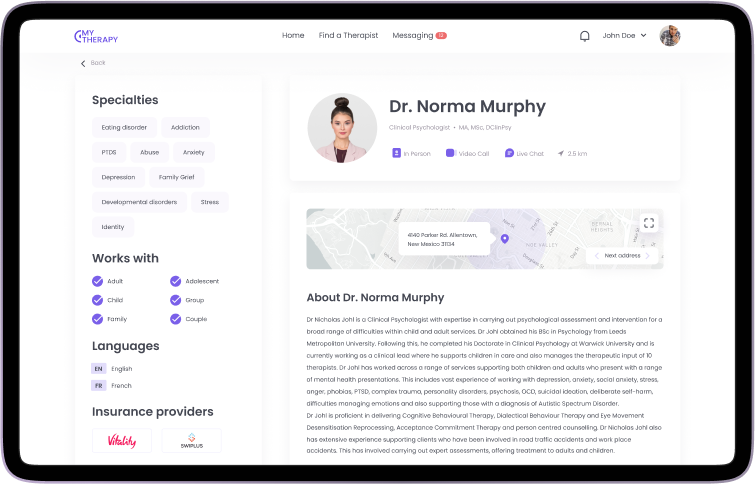 MY
THERAPY
Home Find a Therapist Messaging 12 John Doe
Back
Specialties
Eating disorder Addiction
PTDS Abuse Anxiety
Depression Family Grief
Developmental disorders Stress
Identity
Works with
Adult Adolescent
Child Group
Family Couple
Languages
EN English
FR French
Insurance providers
Vitality SWIPLUS
Dr. Norma Murphy
Clinical Psychologist • MA, MSc, DClinPsy
In Person Video Call Live Chat 2.5 km
4140 Parker Rd. Allentown,
New Mexico 31134
BERNAL
HEIGHTS
NOE VALLEY
Next address
About Dr. Norma Murphy
Dr Nicholas Johl is a Clinical Psychologist with expertise in carrying out psychological assessment and intervention for a
broad range of difficulties within child and adult services. Dr Johl obtained his BSc in Psychology from Leeds
Metropolitan University. Following this, he completed his Doctorate in Clinical Psychology at Warwick University and is
currently working as a clinical lead where he supports children in care and also manages the therapeutic input of 10
therapists. Dr. Johl has worked across a range of services supporting both children and adults who present with a range
of mental health presentations. This includes vast experience of working with depression, anxiety, social anxiety, stress,
anger, phobias, PTSD, complex trauma, personality disorders, psychosis, OCD, suicidal ideation, deliberate self-harm,
difficulties managing emotions and also supporting those with a diagnosis of Autistic Spectrum Disorder.
Dr Johl is proficient in delivering Cognitive Behavioural Therapy, Dialectical Behaviour Therapy and Eye Movement
Desensitisation Reprocessing, Acceptance Commitment Therapy and person centred counselling. Dr Nicholas Johl also
has extensive experience supporting clients who have been involved in road traffic accidents and work place
accidents. This has involved carrying out expert assessments, offering treatment to adults and children.